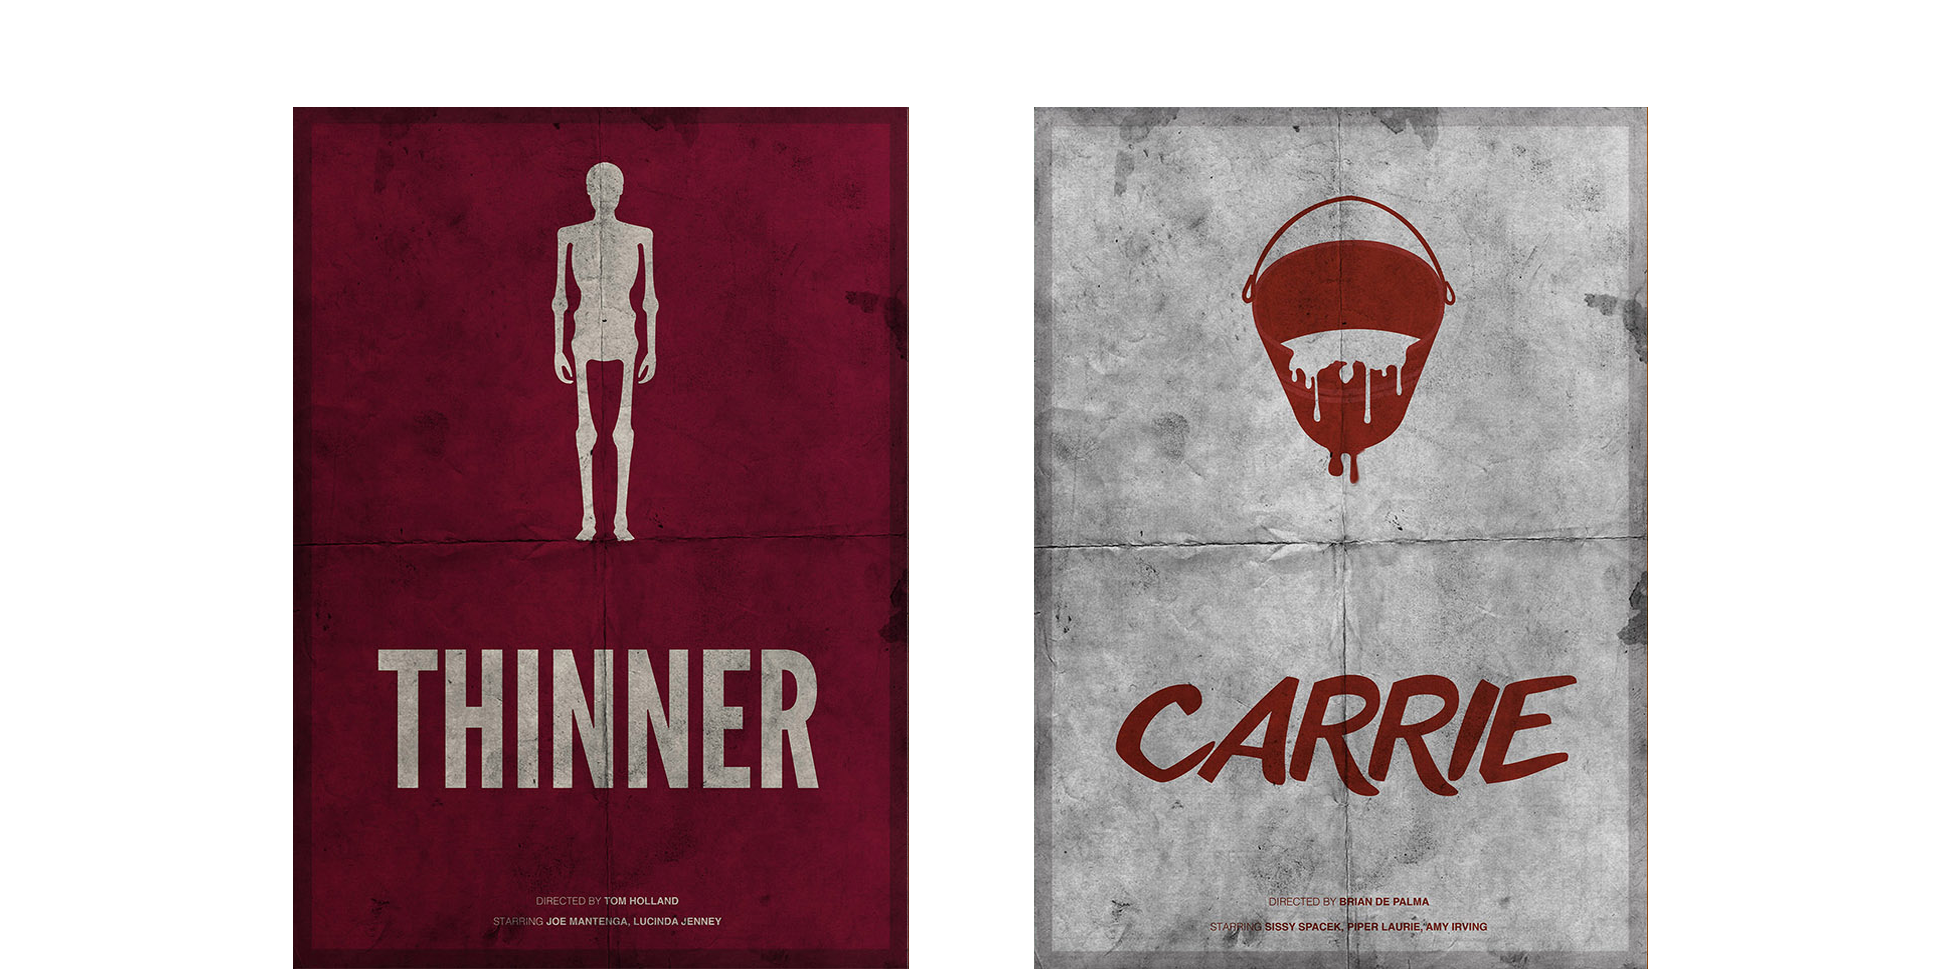 THINNER
DIRECTED BY TOM HOLLAND
STARRING JOE MANTENGA, LUCINDA JENNEY
CARRIE
DIRECTED BY BRIAN DE PALMA
STARRING SISSY SPACEK, PIPER LAURIE, AMY IRVING